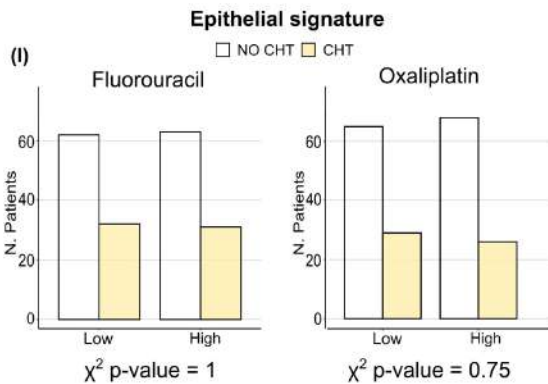 Epithelial signature
NO CHT CHT
(I)
Fluorouracil
N. Patients
60
40
20
0
Low High
χ² p-value = 1
Oxaliplatin
N. Patients
60
40
20
0
Low High
χ² p-value = 0.75